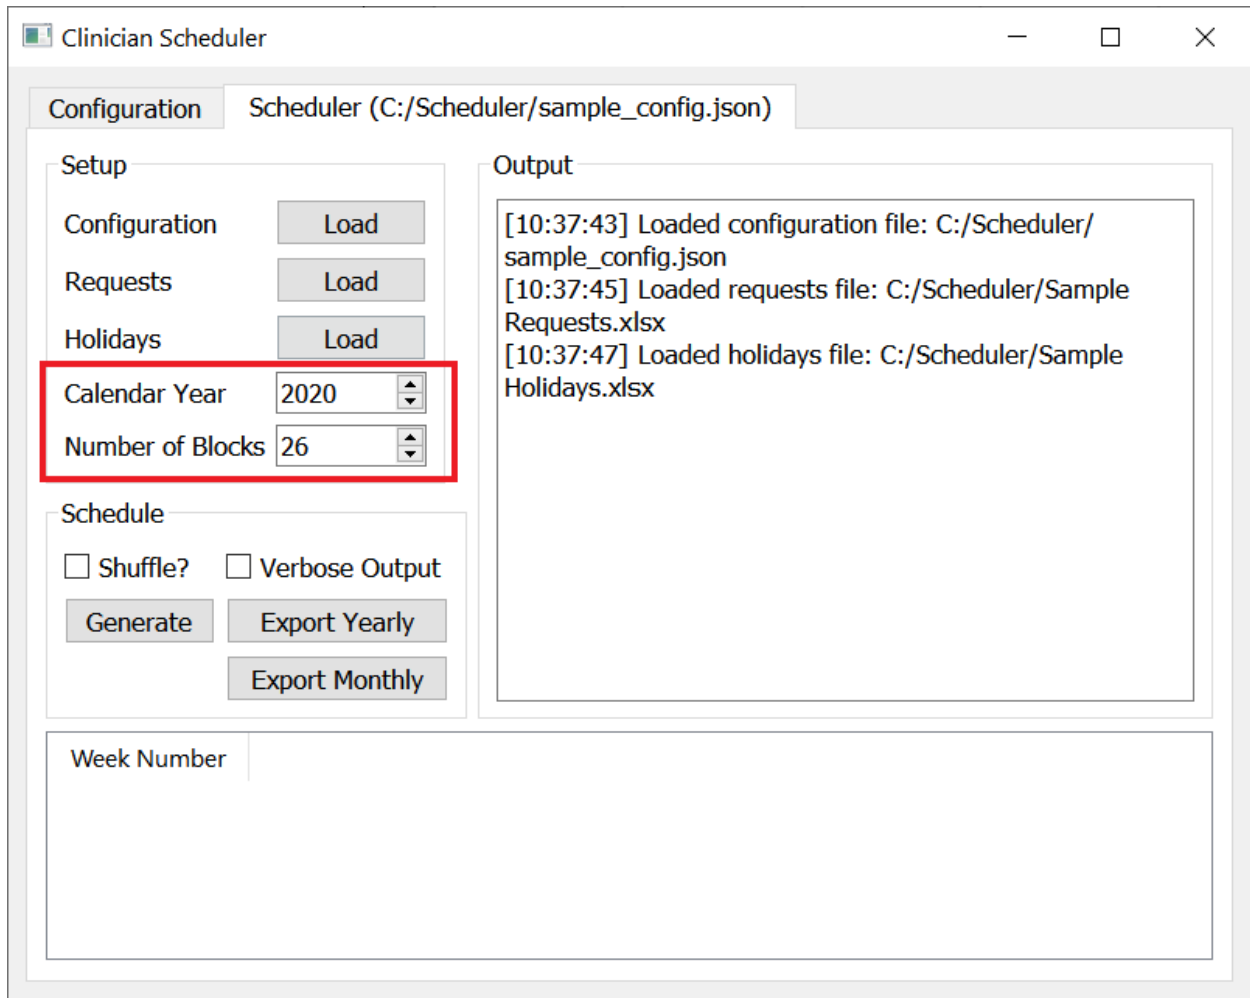 Clinician Scheduler
Configuration
Scheduler (C:/Scheduler/sample_config.json)
Setup
Configuration
Load
Requests
Load
Holidays
Load
Calendar Year
2020
Number of Blocks
26
Output
[10:37:43] Loaded configuration file: C:/Scheduler/
sample_config.json
[10:37:45] Loaded requests file: C:/Scheduler/Sample
Requests.xlsx
[10:37:47] Loaded holidays file: C:/Scheduler/Sample
Holidays.xlsx
Schedule
Shuffle?
Verbose Output
Generate
Export Yearly
Export Monthly
Week Number